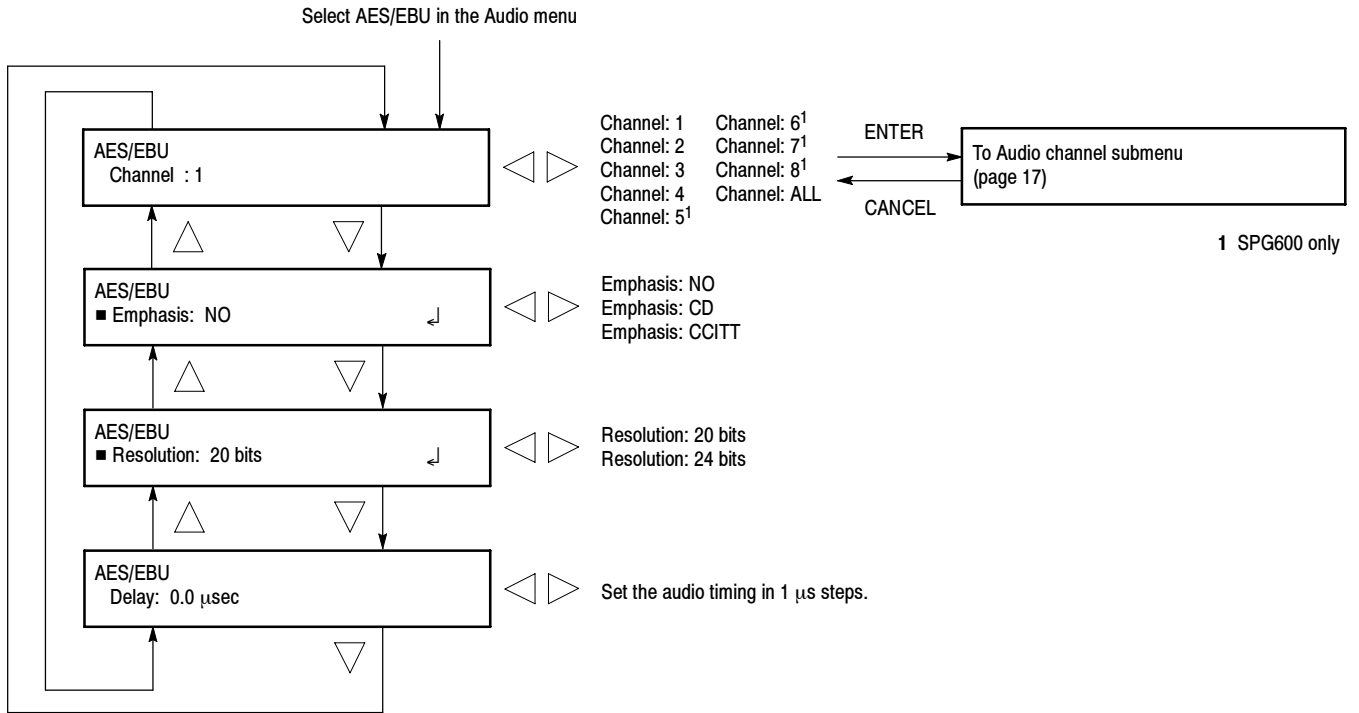 Select AES/EBU in the Audio menu
AES/EBU
Channel : 1
Channel: 1
Channel: 2
Channel: 3
Channel: 4
Channel: 5¹
Channel: 6¹
Channel: 7¹
Channel: 8¹
Channel: ALL
ENTER
CANCEL
To Audio channel submenu
(page 17)
1 SPG600 only
AES/EBU
■ Emphasis: NO
Emphasis: NO
Emphasis: CD
Emphasis: CCITT
AES/EBU
■ Resolution: 20 bits
Resolution: 20 bits
Resolution: 24 bits
AES/EBU
Delay: 0.0 μsec
Set the audio timing in 1 μs steps.